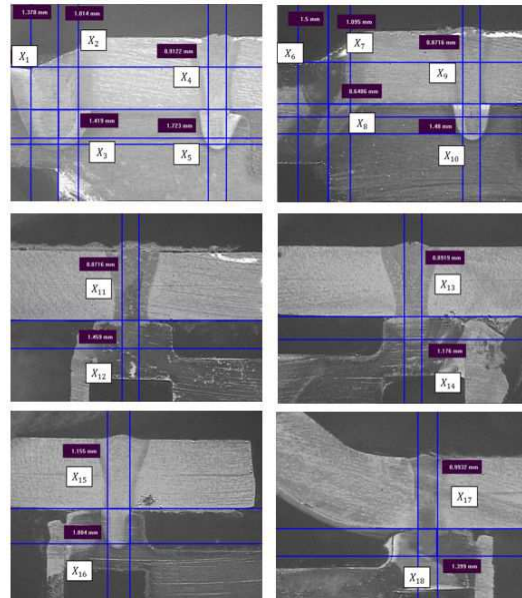 1.378 mm
1.014 mm
X₁
X₂
0.9122 mm
X₄
1.419 mm
1.723 mm
X₃
X₅
1.5 mm
1.095 mm
X₆
X₇
0.8716 mm
X₉
0.6486 mm
X₈
1.46 mm
X₁₀
0.8716 mm
X₁₁
1.459 mm
X₁₂
0.8919 mm
X₁₃
1.176 mm
X₁₄
1.155 mm
X₁₅
X₁₆
0.9932 mm
X₁₇
1.399 mm
X₁₈